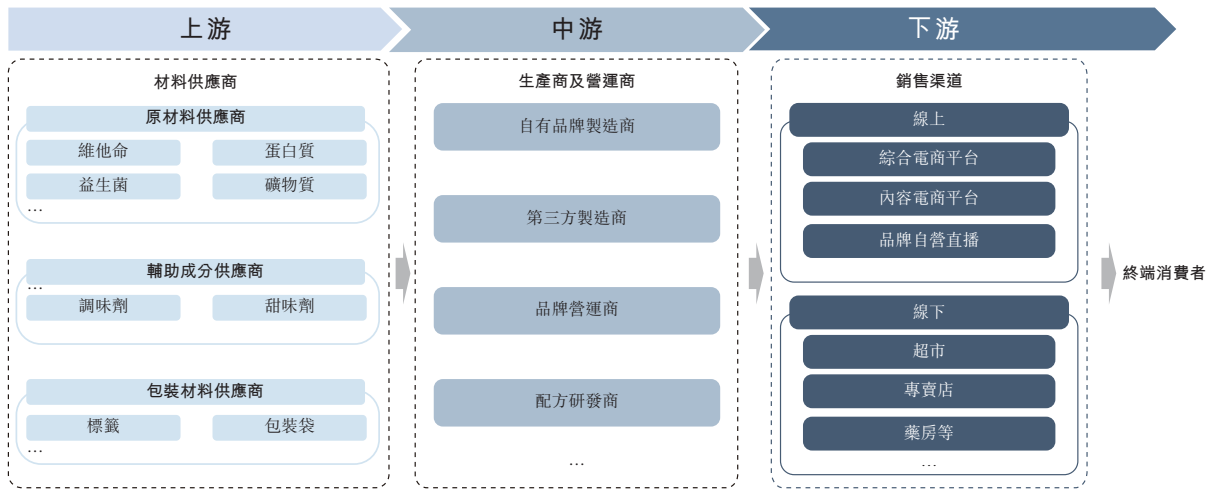 上游
中游
下游
材料供應商
原材料供應商
維他命
蛋白質
益生菌
礦物質
…
輔助成分供應商
…
調味劑
甜味劑
包裝材料供應商
標籤
包裝袋
…
生產商及營運商
自有品牌製造商
第三方製造商
品牌營運商
配方研發商
…
銷售渠道
線上
綜合電商平台
內容電商平台
品牌自營直播
線下
超市
專賣店
藥房等
…
終端消費者